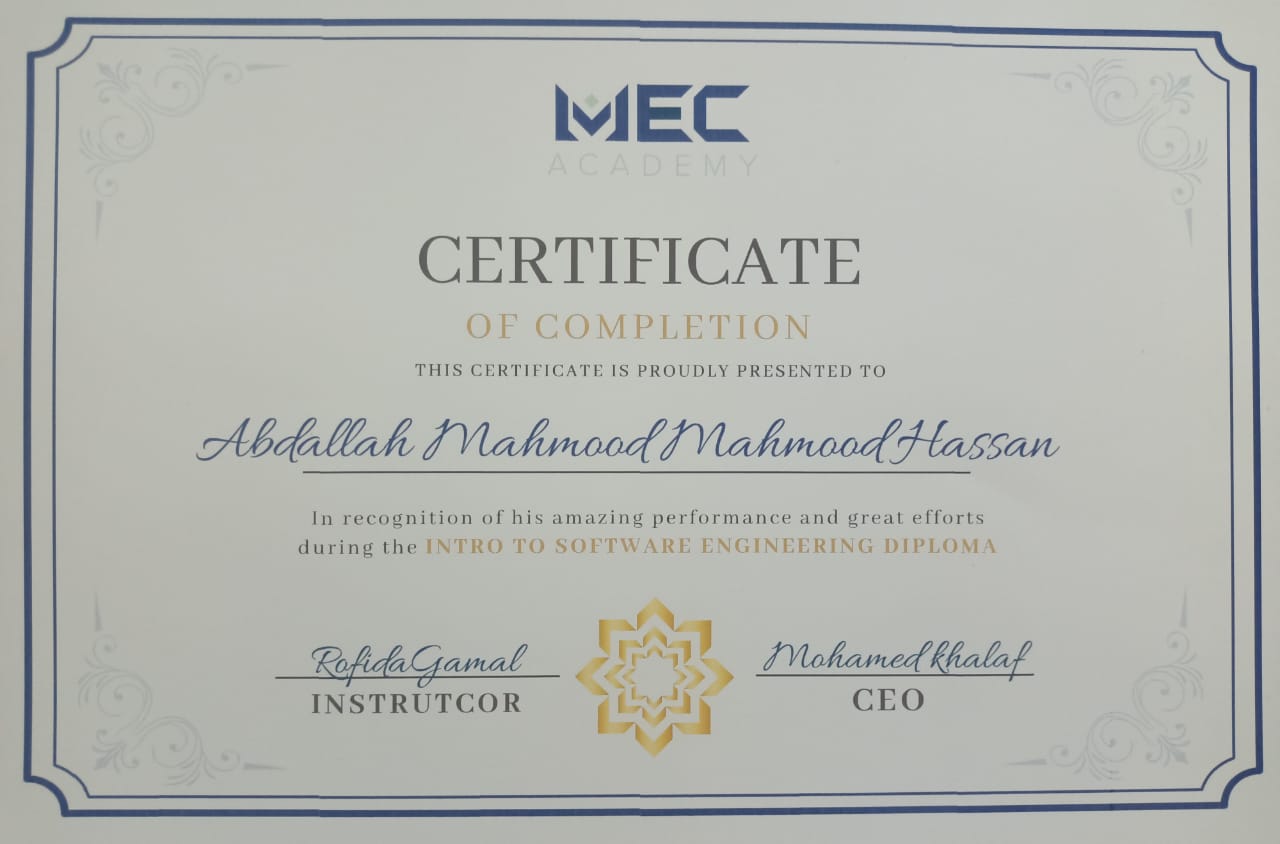 MEC
ACADEMY
CERTIFICATE
OF COMPLETION
THIS CERTIFICATE IS PROUDLY PRESENTED TO
Abdallah Mahmood Mahmood Hassan
In recognition of his amazing performance and great efforts
during the INTRO TO SOFTWARE ENGINEERING DIPLOMA
Rofida Gamal
INSTRUTCOR
Mohamed khalaf
CEO